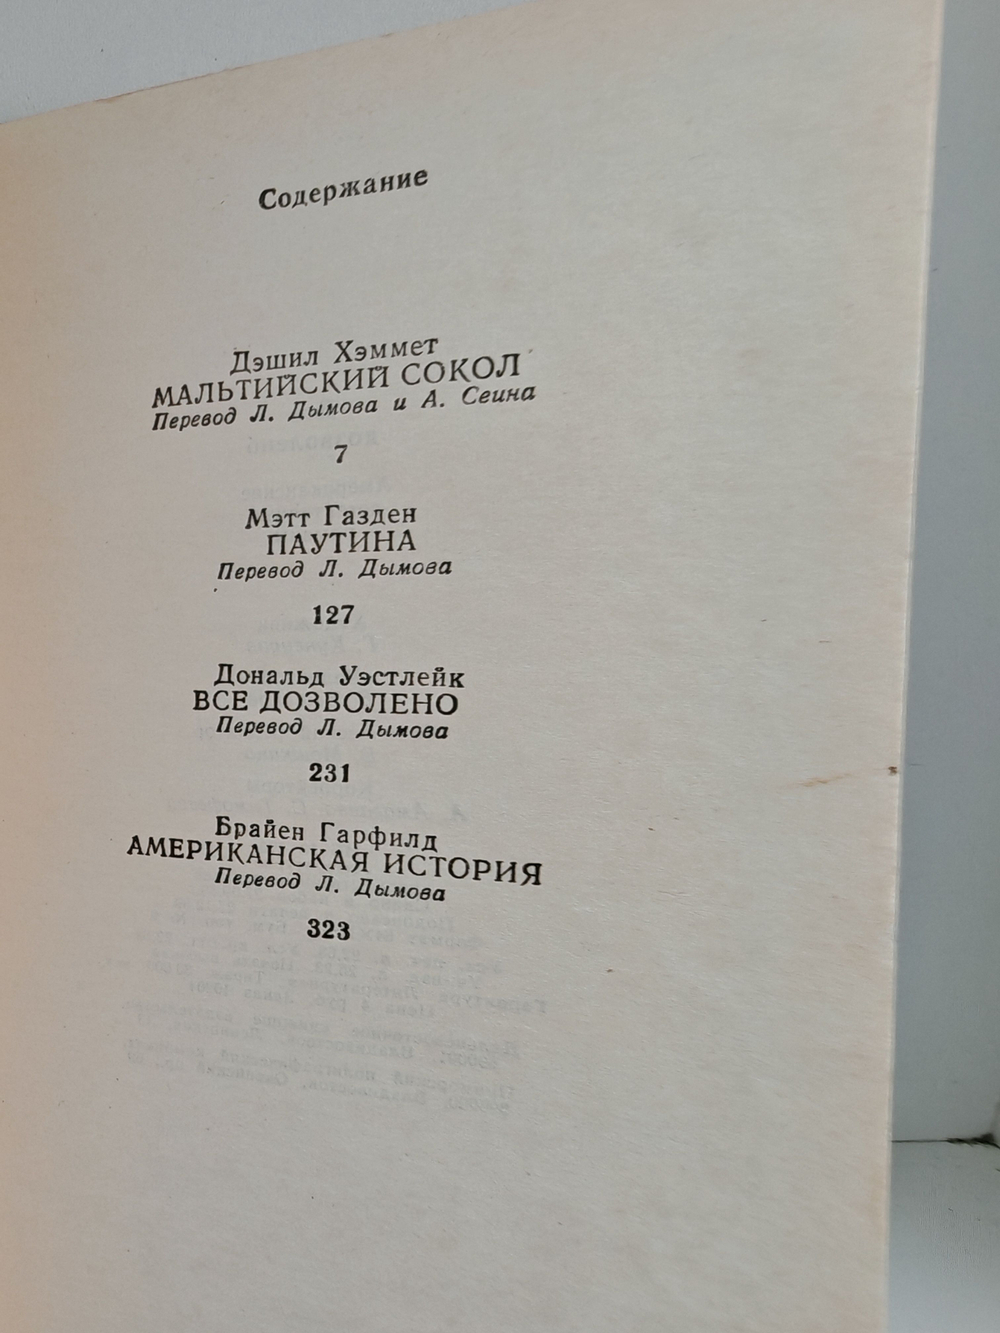 Содержание
Дэшил Хэммет
МАЛЬТИЙСКИЙ СОКОЛ
Перевод Л. Дымова и А. Сеина
7
Мэтт Газден
ПАУТИНА
Перевод Л. Дымова
127
Дональд Уэстлейк
ВСЕ ДОЗВОЛЕНО
Перевод Л. Дымова
231
Брайен Гарфилд
АМЕРИКАНСКАЯ ИСТОРИЯ
Перевод Л. Дымова
323